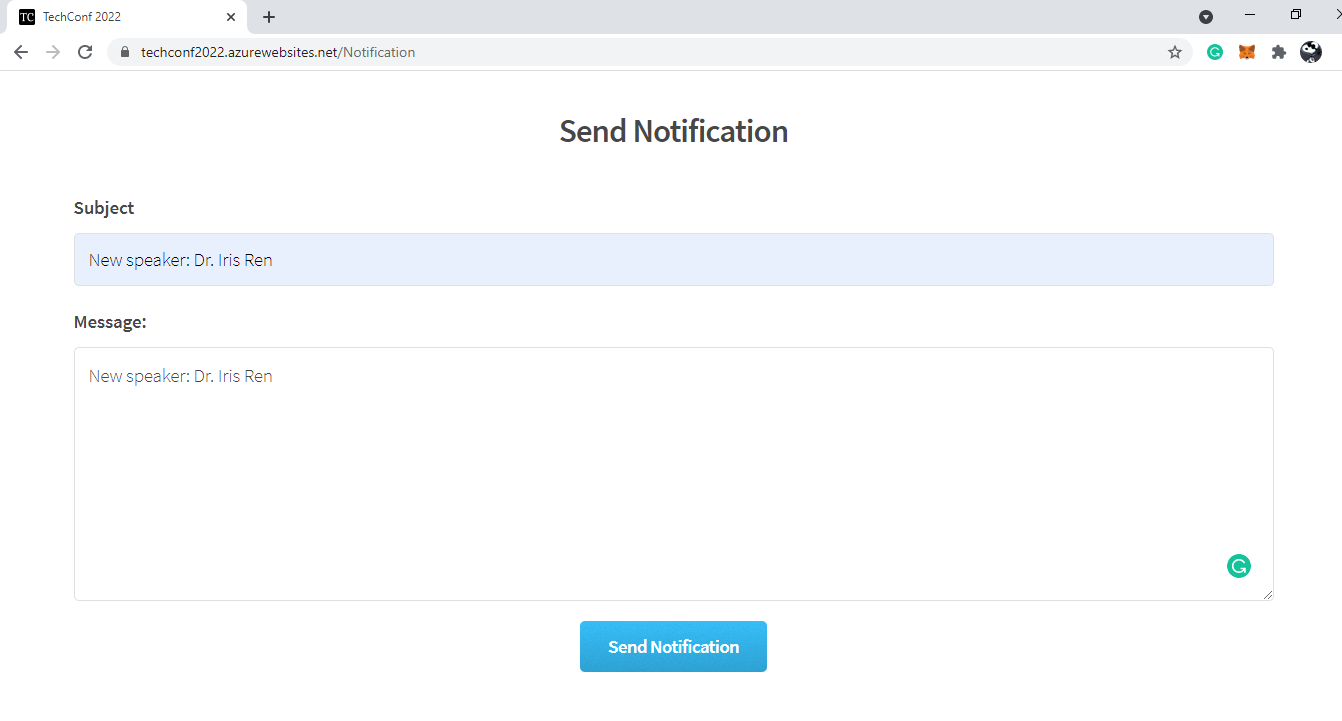 TC TechConf 2022
techconf2022.azurewebsites.net/Notification
Send Notification
Subject
New speaker: Dr. Iris Ren
Message:
New speaker: Dr. Iris Ren
Send Notification